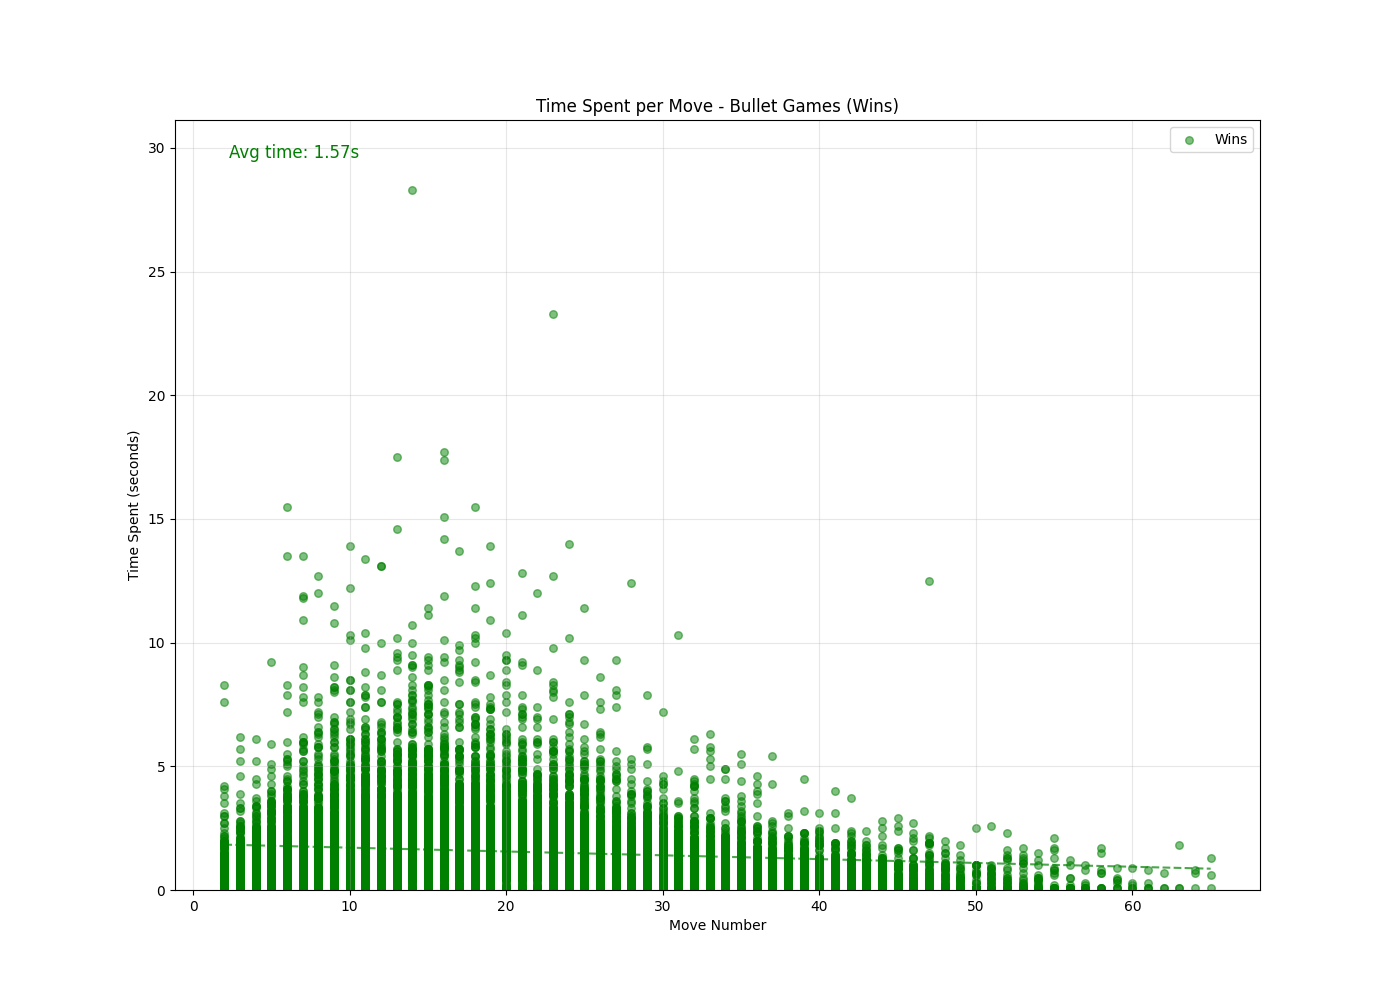 Time Spent per Move - Bullet Games (Wins)
Avg time: 1.57s
Wins
Time Spent (seconds)
30
25
20
15
10
5
0
0 10 20 30 40 50 60
Move Number